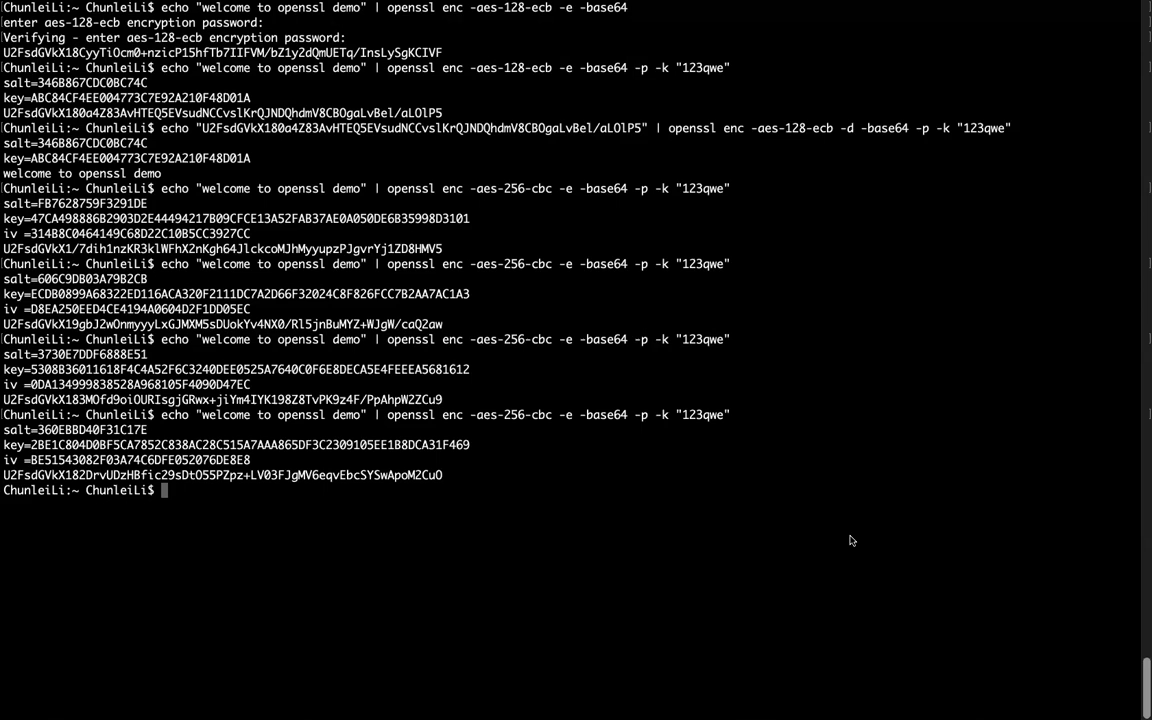 ChunleiLi:~ ChunleiLi$ echo "welcome to openssl demo" | openssl enc -aes-128-ecb -e -base64
enter aes-128-ecb encryption password:
Verifying - enter aes-128-ecb encryption password:
U2FsdGVkX18CyyTiOcm0+nzicP15hfTb7IIFVM/bZ1y2dQmUETq/InsLySgKCIVF
ChunleiLi:~ ChunleiLi$ echo "welcome to openssl demo" | openssl enc -aes-128-ecb -e -base64 -p -k "123qwe"
salt=346B867CDC0BC74C
key=ABC84CF4EE004773C7E92A210F48D01A
U2FsdGVkX180a4Z83AvHTEQ5EVsudNCCvslKrQJNDQhdmV8CBOgaLvBel/aLOlP5
ChunleiLi:~ ChunleiLi$ echo "U2FsdGVkX180a4Z83AvHTEQ5EVsudNCCvslKrQJNDQhdmV8CBOgaLvBel/aLOlP5" | openssl enc -aes-128-ecb -d -base64 -p -k "123qwe"
salt=346B867CDC0BC74C
key=ABC84CF4EE004773C7E92A210F48D01A
welcome to openssl demo
ChunleiLi:~ ChunleiLi$ echo "welcome to openssl demo" | openssl enc -aes-256-cbc -e -base64 -p -k "123qwe"
salt=FB7628759F3291DE
key=47CA498886B2903D2E44494217B09CFCE13A52FAB37AE0A050DE6B35998D3101
iv =314B8C0464149C68D22C10B5CC3927CC
U2FsdGVkX1/7dih1nzKR3klWFhX2nKgh64JlckcoMJhMyyupzPJgvrYj1ZD8HMV5
ChunleiLi:~ ChunleiLi$ echo "welcome to openssl demo" | openssl enc -aes-256-cbc -e -base64 -p -k "123qwe"
salt=606C9DB03A79B2CB
key=ECDB0899A68322ED116ACA320F2111DC7A2D66F32024C8F826FCC7B2AA7AC1A3
iv =D8EA250EED4CE4194A0604D2F1DD05EC
U2FsdGVkX19gbJ2wOnmyyyLxGJMXM5sDUokYv4NX0/Rl5jnBuMYZ+WJgW/caQ2aw
ChunleiLi:~ ChunleiLi$ echo "welcome to openssl demo" | openssl enc -aes-256-cbc -e -base64 -p -k "123qwe"
salt=3730E7DDF6888E51
key=5308B36011618F4C4A52F6C3240DEE0525A7640C0F6E8DECA5E4FEEEA5681612
iv =0DA134999838528A968105F4090D47EC
U2FsdGVkX183MOfd9oiOURIsgjGRwx+jiYm4IYK198Z8TvPK9z4F/PpAhpW2ZCu9
ChunleiLi:~ ChunleiLi$ echo "welcome to openssl demo" | openssl enc -aes-256-cbc -e -base64 -p -k "123qwe"
salt=360EBBD40F31C17E
key=2BE1C804D0BF5CA7852C838AC28C515A7AAA865DF3C2309105EE1B8DCA31F469
iv =BE51543082F03A74C6DFE052076DE8E8
U2FsdGVkX182DrvUDzHBfic29sDtO55PZpz+LV03FJgMV6eqvEbcSYSwApoM2CuO
ChunleiLi:~ ChunleiLi$